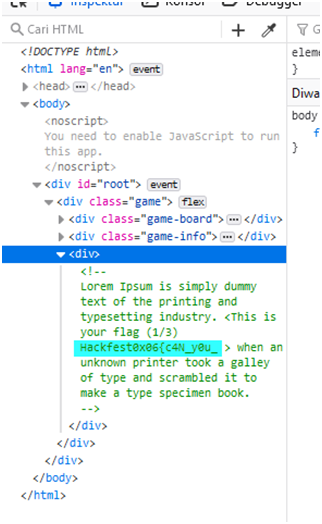 Inspektur Konsol Debugger
Cari HTML
+
<!DOCTYPE html>
<html lang="en"> event
<head> ••• </head>
<body>
<noscript>
You need to enable JavaScript to run
this app.
</noscript>
<div id="root"> event
<div class="game"> flex
<div class="game-board"> ••• </div>
<div class="game-info"> ••• </div>
<div>
<!--
Lorem Ipsum is simply dummy
text of the printing and
typesetting industry. <This is
your flag (1/3)
Hackfest0x06{c4N_y0u_ > when an
unknown printer took a galley
of type and scrambled it to
make a type specimen book.
-->
</div>
</div>
</div>
</body>
</html>
eleme
}
Diwa
body
f
}